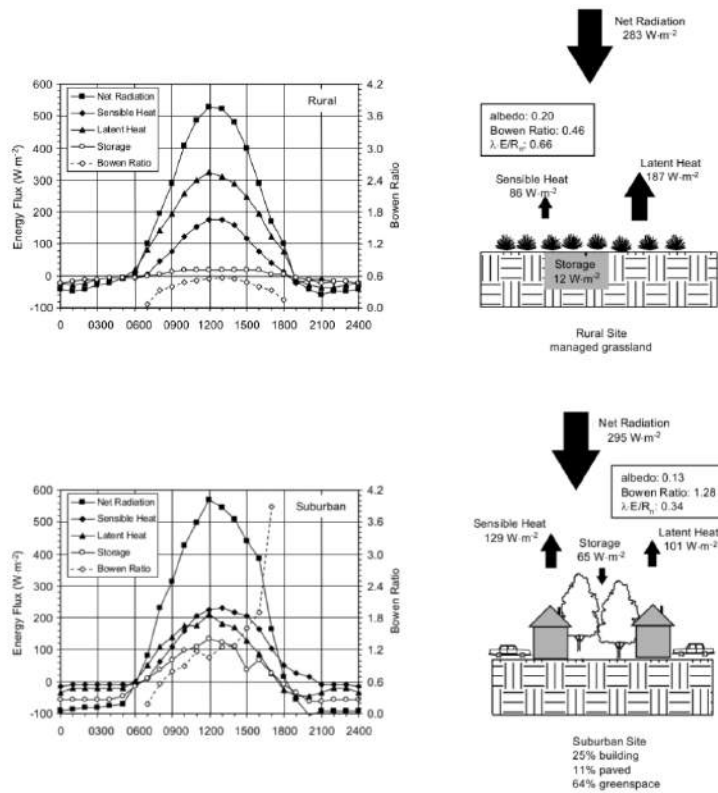 Net Radiation
283 W·m-2
600
500
400
300
200
100
0
-100
Energy Flux (W m-2)
4.2
3.6
3.0
2.4
1.8
1.2
0.6
0.0
Bowen Ratio
Net Radiation
Sensible Heat
Latent Heat
Storage
Bowen Ratio
Rural
0 0300 0600 0900 1200 1500 1800 2100 2400
albedo: 0.20
Bowen Ratio: 0.46
λ·E/Rn: 0.66
Sensible Heat
86 W·m-2
Latent Heat
187 W·m-2
Storage
12 W·m-2
Rural Site
managed grassland
Net Radiation
295 W·m-2
600
500
400
300
200
100
0
-100
Energy Flux (W m-2)
4.2
3.6
3.0
2.4
1.8
1.2
0.6
0.0
Bowen Ratio
Net Radiation
Sensible Heat
Latent Heat
Storage
Bowen Ratio
Suburban
0 0300 0600 0900 1200 1500 1800 2100 2400
albedo: 0.13
Bowen Ratio: 1.28
λ·E/Rn: 0.34
Sensible Heat
129 W·m-2
Storage
65 W·m-2
Latent Heat
101 W·m-2
Suburban Site
25% building
11% paved
64% greenspace